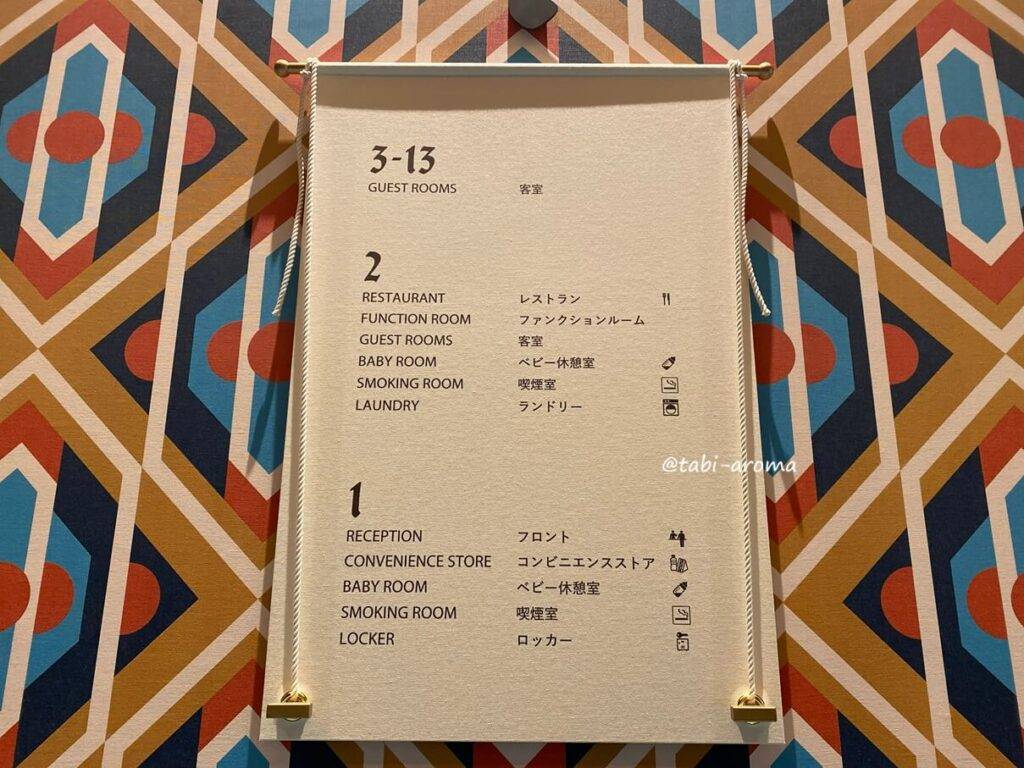 3-13
GUEST ROOMS 客室
2
RESTAURANT レストラン
FUNCTION ROOM ファンクションルーム
GUEST ROOMS 客室
BABY ROOM ベビー休憩室
SMOKING ROOM 喫煙室
LAUNDRY ランドリー
@tabi-aroma
1
RECEPTION フロント
CONVENIENCE STORE コンビニエンスストア
BABY ROOM ベビー休憩室
SMOKING ROOM 喫煙室
LOCKER ロッカー